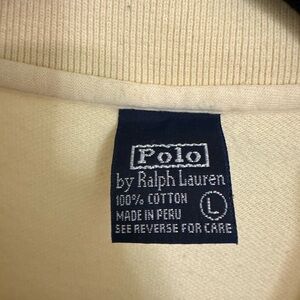 Polo
by Ralph Lauren
100% COTTON
MADE IN PERU
L
SEE REVERSE FOR CARE